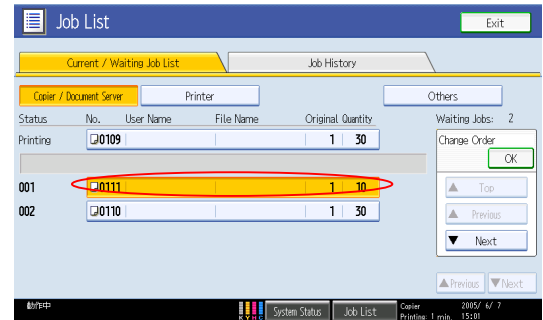 Job List
Exit
Current / Waiting Job List
Job History
Copier / Document Server
Printer
Others
Status No. User Name File Name Original Quantity
Waiting Jobs: 2
Printing 0109 1 30
Change Order
OK
001 0111 1 10
▲ Top
002 0110 1 30
▲ Previous
▼ Next
▲ Previous ▼ Next
動作中
K Y M C
System Status
Job List
Copier
Printing: 1 min.
2005/ 6/ 7
15:01